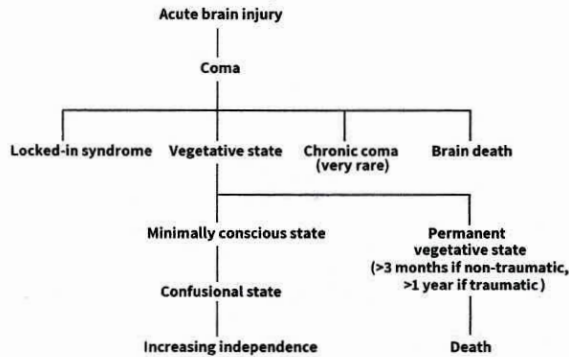 Acute brain injury
Coma
Locked-in syndrome
Vegetative state
Chronic coma
(very rare)
Brain death
Minimally conscious state
Permanent
vegetative state
(>3 months if non-traumatic,
>1 year if traumatic)
Confusional state
Increasing independence
Death